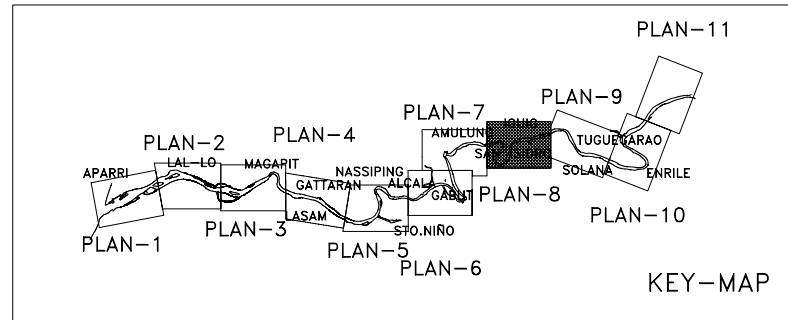 PLAN-11
PLAN-9
PLAN-7
IGUIG
AMULUNG
PLAN-4
PLAN-2
TUGUEGARAO
LAL-LO
MAGAPIT
NASSIPING
APARRI
SOLANA
ENRILE
ALCALA
GATTARAN
GABUT
PLAN-8
ASAM
PLAN-10
STO.NIÑO
PLAN-3
PLAN-1
PLAN-5
PLAN-6
KEY-MAP